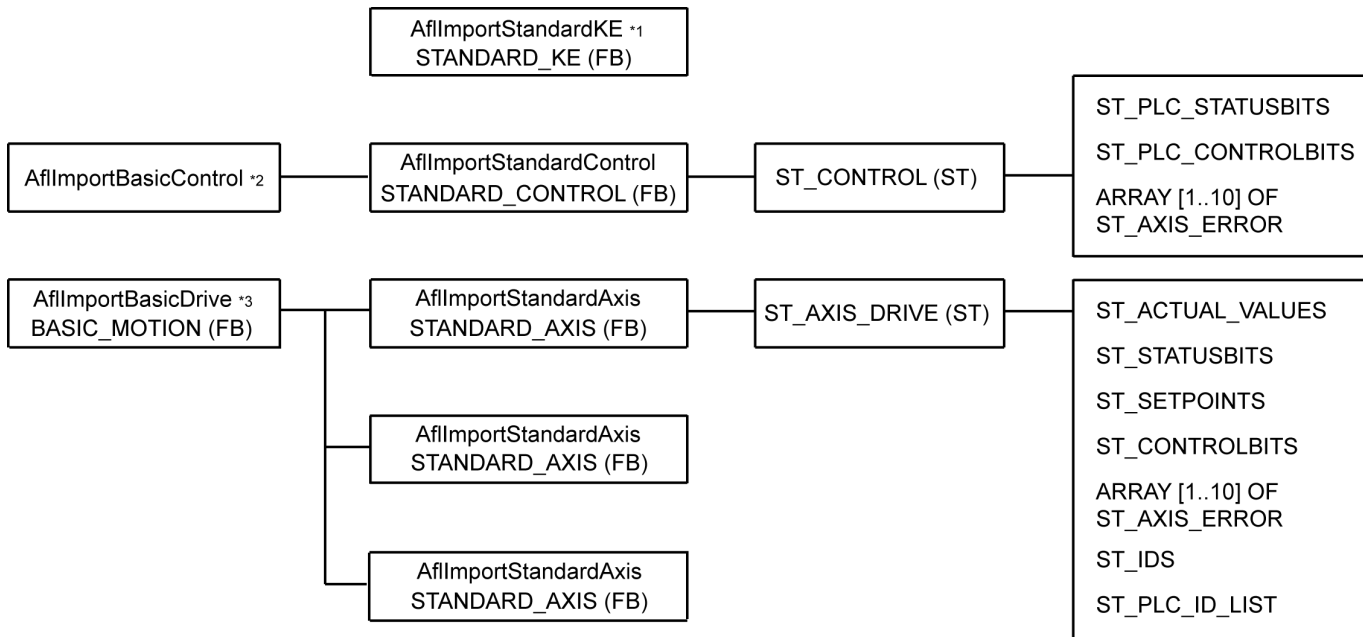 AflImportStandardKE *1
STANDARD_KE (FB)
AflImportBasicControl *2
AflImportStandardControl
STANDARD_CONTROL (FB)
ST_CONTROL (ST)
ST_PLC_STATUSBITS
ST_PLC_CONTROLBITS
ARRAY [1..10] OF
ST_AXIS_ERROR
AflImportBasicDrive *3
BASIC_MOTION (FB)
AflImportStandardAxis
STANDARD_AXIS (FB)
ST_AXIS_DRIVE (ST)
ST_ACTUAL_VALUES
ST_STATUSBITS
ST_SETPOINTS
ST_CONTROLBITS
ARRAY [1..10] OF
ST_AXIS_ERROR
ST_IDS
ST_PLC_ID_LIST
AflImportStandardAxis
STANDARD_AXIS (FB)
AflImportStandardAxis
STANDARD_AXIS (FB)